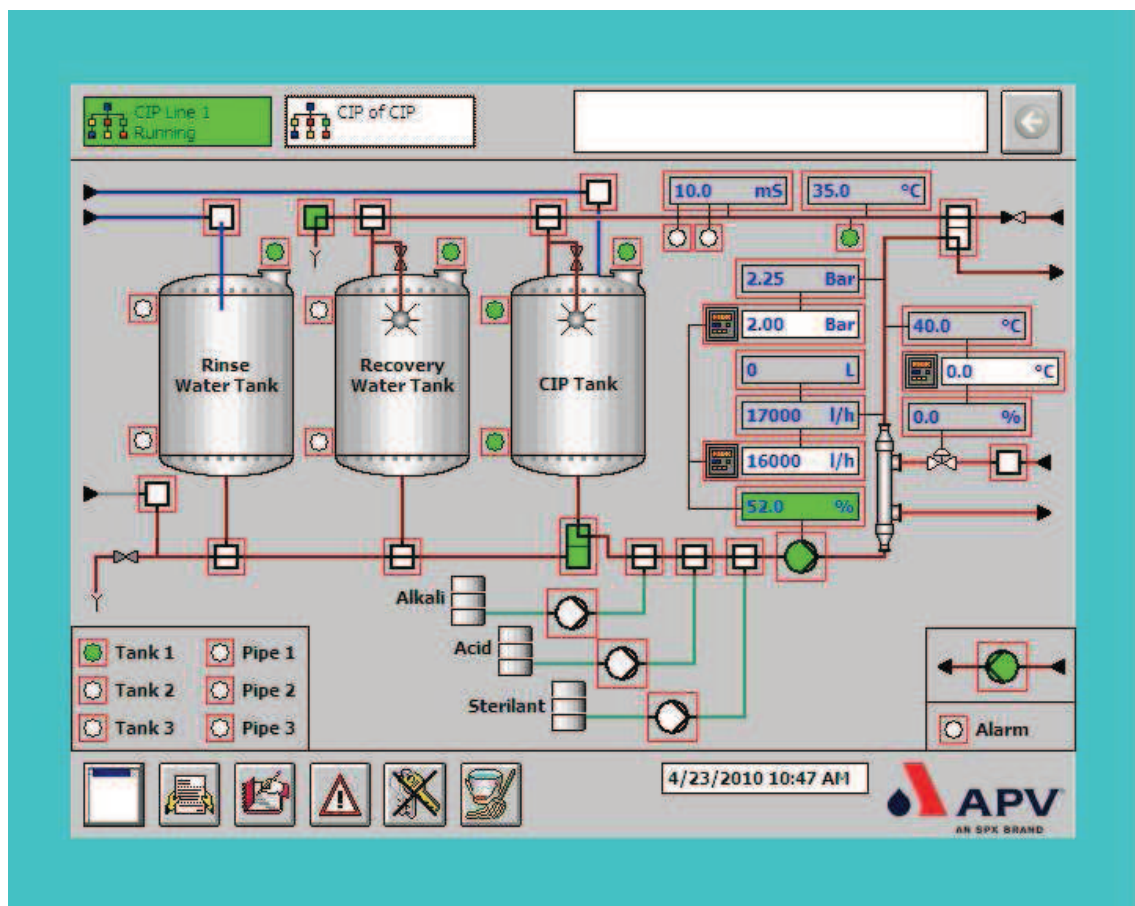 CIP Line 1
Running
CIP of CIP
10.0 mS
35.0 °C
2.25 Bar
2.00 Bar
40.0 °C
0.0 °C
0 L
17000 l/h
0.0 %
16000 l/h
52.0 %
Rinse
Water Tank
Recovery
Water Tank
CIP Tank
Alkali
Acid
Sterilant
Tank 1
Pipe 1
Tank 2
Pipe 2
Tank 3
Pipe 3
Alarm
4/23/2010 10:47 AM
APV
AN SPX BRAND